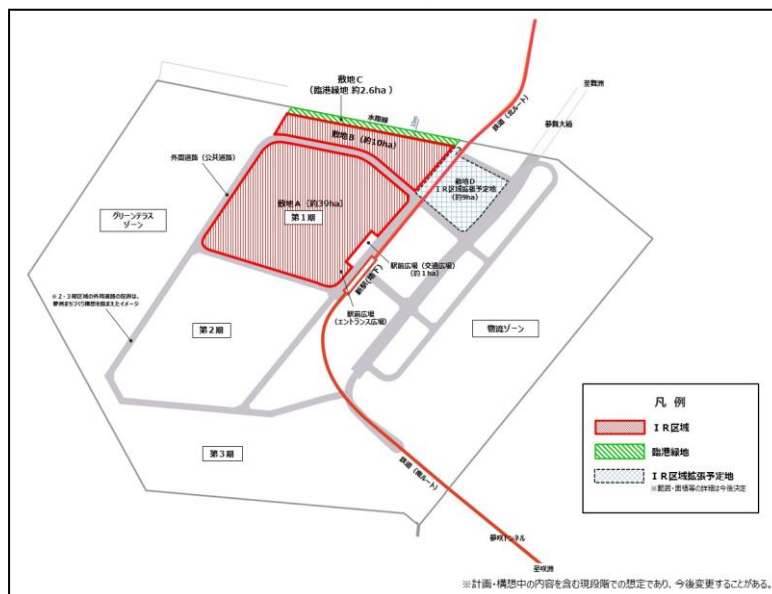 敷地C
（臨港緑地 約2.6ha ）
水際線
敷地B （約10ha）
鉄道（北ルート）
至舞洲
夢舞大橋
外周道路（公共道路）
敷地D
ＩＲ区域拡張予定地
（約9ha）
グリーンテラス
ゾーン
敷地A （約39ha）
第１期
駅前広場（交通広場）
（約１ha）
新駅(地下)
駅前広場
（エントランス広場）
※２・３期区域の外周道路の形状は、
夢洲まちづくり構想を踏まえたイメージ
第２期
物流ゾーン
第３期
鉄道（南ルート）
夢咲トンネル
至咲洲
凡 例
ＩＲ区域
臨港緑地
ＩＲ区域拡張予定地
※範囲・面積等の詳細は今後決定
※計画・構想中の内容を含む現段階での想定であり、今後変更することがある。